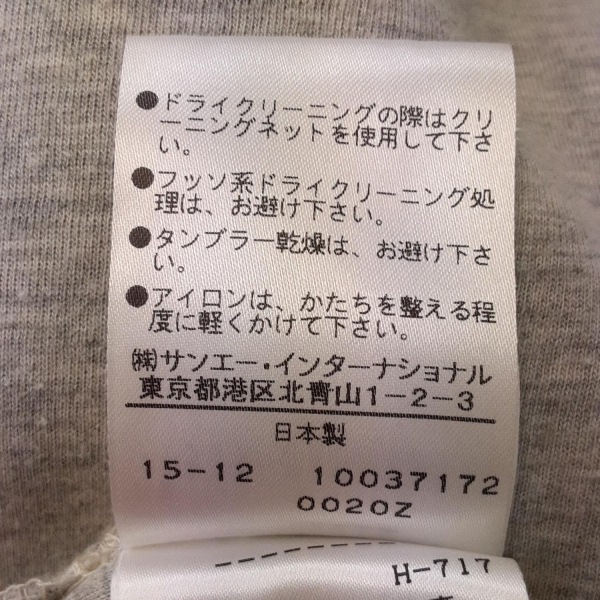 ●ドライクリーニングの際はクリ
ーニングネットを使用して下さ
い。
●フッソ系ドライクリーニング処
理は、お避け下さい。
●タンブラー乾燥は、お避け下さ
い。
●アイロンは、かたちを整える程
度に軽くかけて下さい。
㈱サンエー・インターナショナル
東京都港区北青山1-2-3
日本製
15-12 10037172
0020Z
H-717